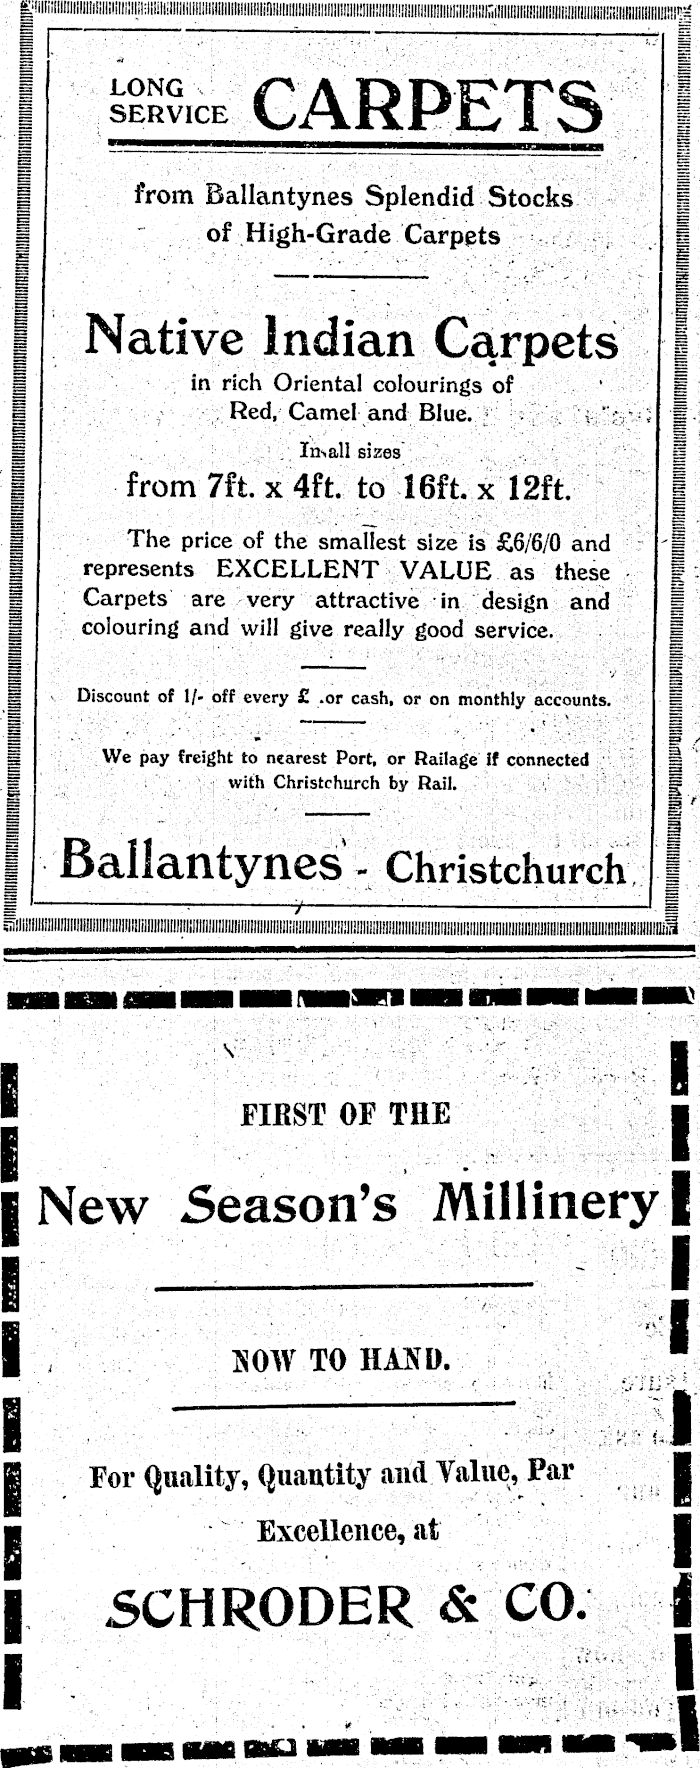 LONG
SERVICE CARPETS
from Ballantynes Splendid Stocks
of High-Grade Carpets
Native Indian Carpets
in rich Oriental colourings of
Red, Camel and Blue.
In all sizes
from 7ft. x 4ft. to 16ft. x 12ft.
The price of the smallest size is £6/6/0 and
represents EXCELLENT VALUE as these
Carpets are very attractive in design and
colouring and will give really good service.
Discount of 1/- off every £ .or cash, or on monthly accounts.
We pay freight to nearest Port, or Railage if connected
with Christchurch by Rail.
Ballantynes - Christchurch
FIRST OF THE
New Season's Millinery
NOW TO HAND.
For Quality, Quantity and Value, Par
Excellence, at
SCHRODER & CO.